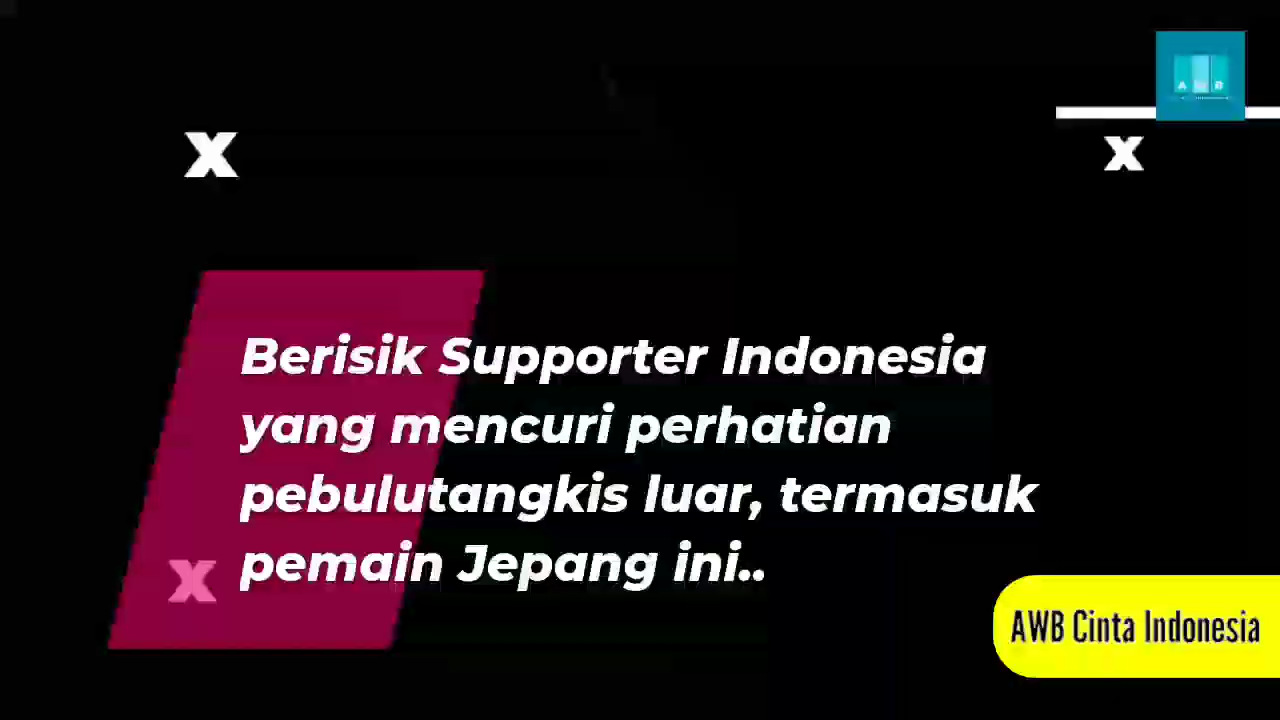 Berisik Supporter Indonesia
yang mencuri perhatian
pebulutangkis luar, termasuk
pemain Jepang ini..
AWB Cinta Indonesia